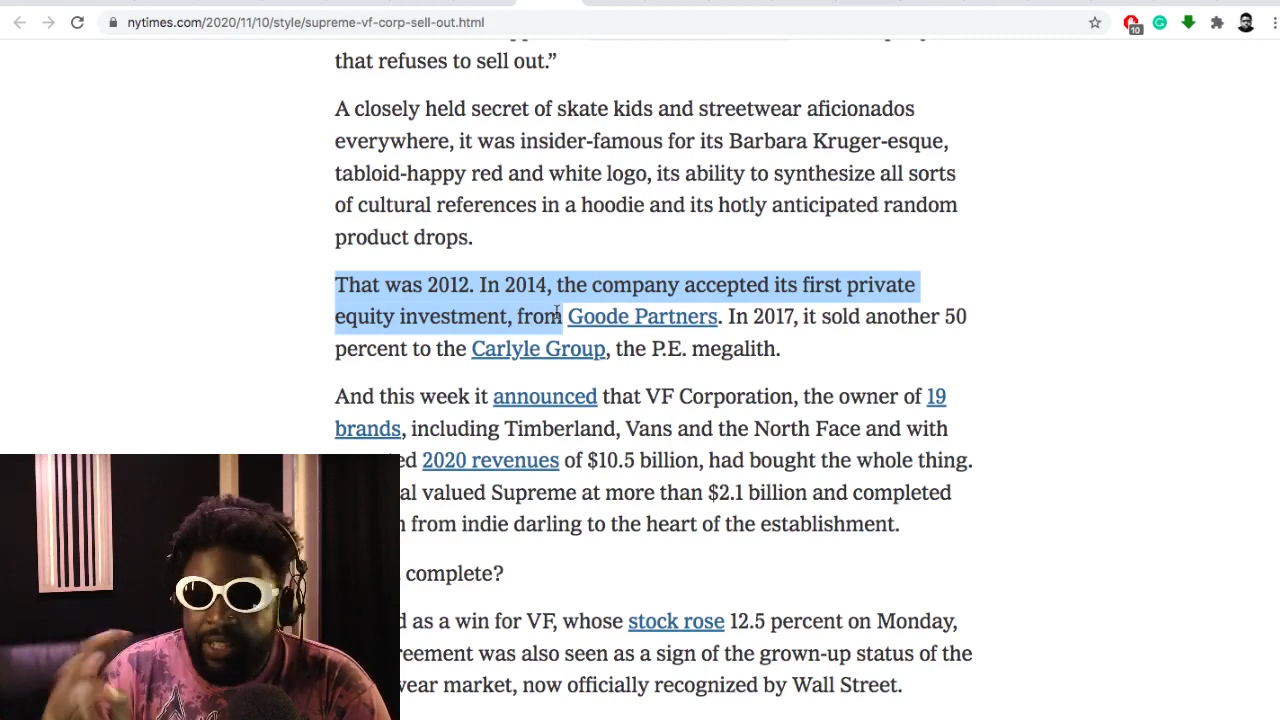 nytimes.com/2020/11/10/style/supreme-vf-corp-sell-out.html
10
that refuses to sell out.”
A closely held secret of skate kids and streetwear aficionados
everywhere, it was insider-famous for its Barbara Kruger-esque,
tabloid-happy red and white logo, its ability to synthesize all sorts
of cultural references in a hoodie and its hotly anticipated random
product drops.
That was 2012. In 2014, the company accepted its first private
equity investment, from Goode Partners. In 2017, it sold another 50
percent to the Carlyle Group, the P.E. megalith.
And this week it announced that VF Corporation, the owner of 19
brands, including Timberland, Vans and the North Face and with
2020 revenues of $10.5 billion, had bought the whole thing.
valued Supreme at more than $2.1 billion and completed
from indie darling to the heart of the establishment.
complete?
as a win for VF, whose stock rose 12.5 percent on Monday,
was also seen as a sign of the grown-up status of the
market, now officially recognized by Wall Street.